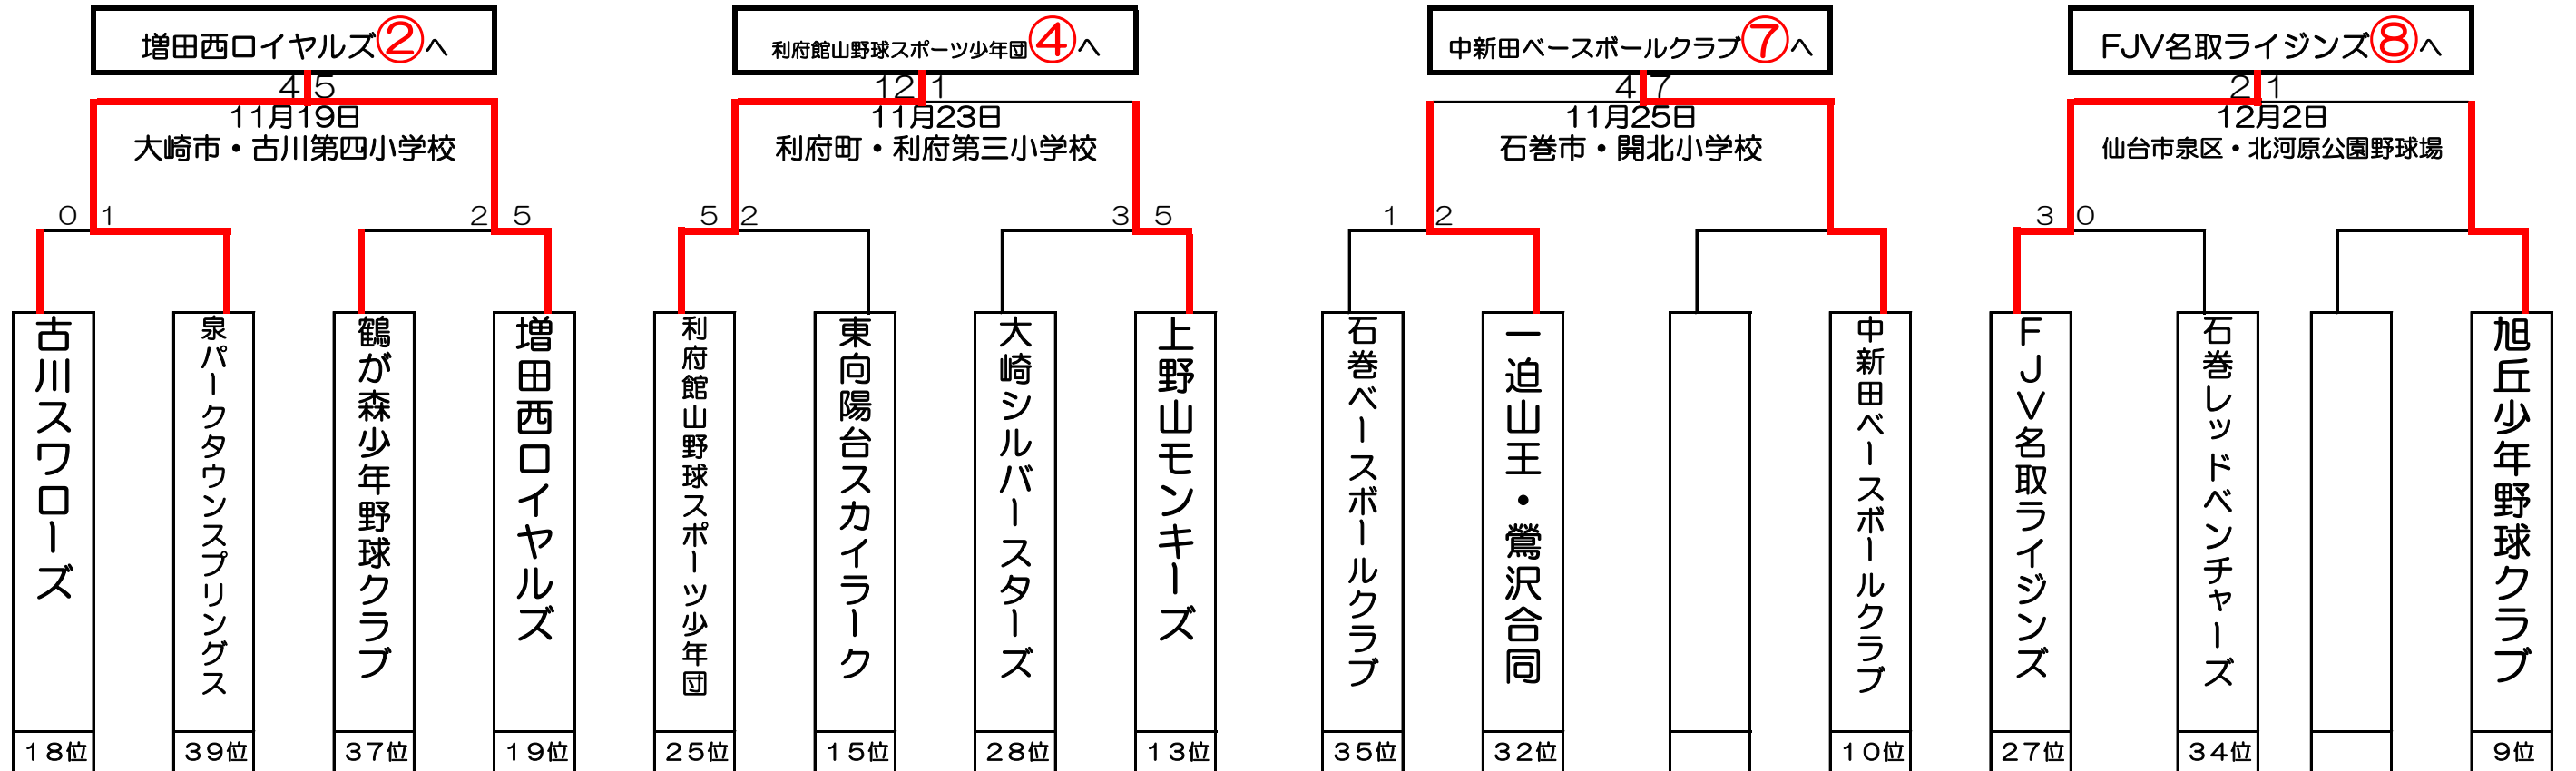 増田西ロイヤルズ②へ
利府館山野球スポーツ少年団④へ
中新田ベースボールクラブ⑦へ
FJV名取ライジンズ⑧へ
4 5
12 1
4 7
2 1
11月19日
11月23日
11月25日
12月2日
大崎市・古川第四小学校
利府町・利府第三小学校
石巻市・開北小学校
仙台市泉区・北河原公園野球場
0 1
2 5
5 2
3 5
1 2
3 0
古川スワローズ
泉パークタウンスプリングス
鶴が森少年野球クラブ
増田西ロイヤルズ
利府館山野球スポーツ少年団
東向陽台スカイラーク
大崎シルバースターズ
上野山モンキーズ
石巻ベースボールクラブ
一迫山王・鶯沢合同
中新田ベースボールクラブ
FJV名取ライジンズ
石巻レッドベンチャーズ
旭丘少年野球クラブ
18位
39位
37位
19位
25位
15位
28位
13位
35位
32位
10位
27位
34位
9位